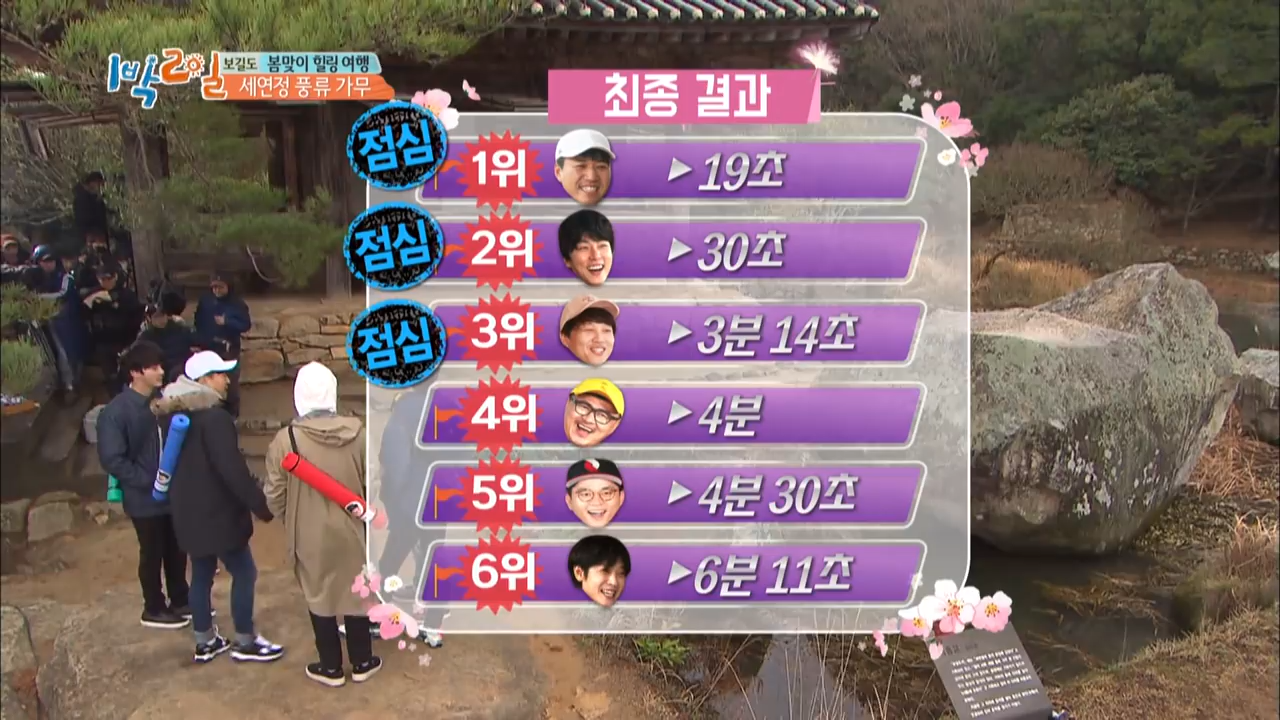 1박2일
보길도 봄맞이 힐링 여행
세연정 풍류 가무
최종 결과
점심 1위 ▶19초
점심 2위 ▶30초
점심 3위 ▶3분 14초
4위 ▶4분
5위 ▶4분 30초
6위 ▶6분 11초